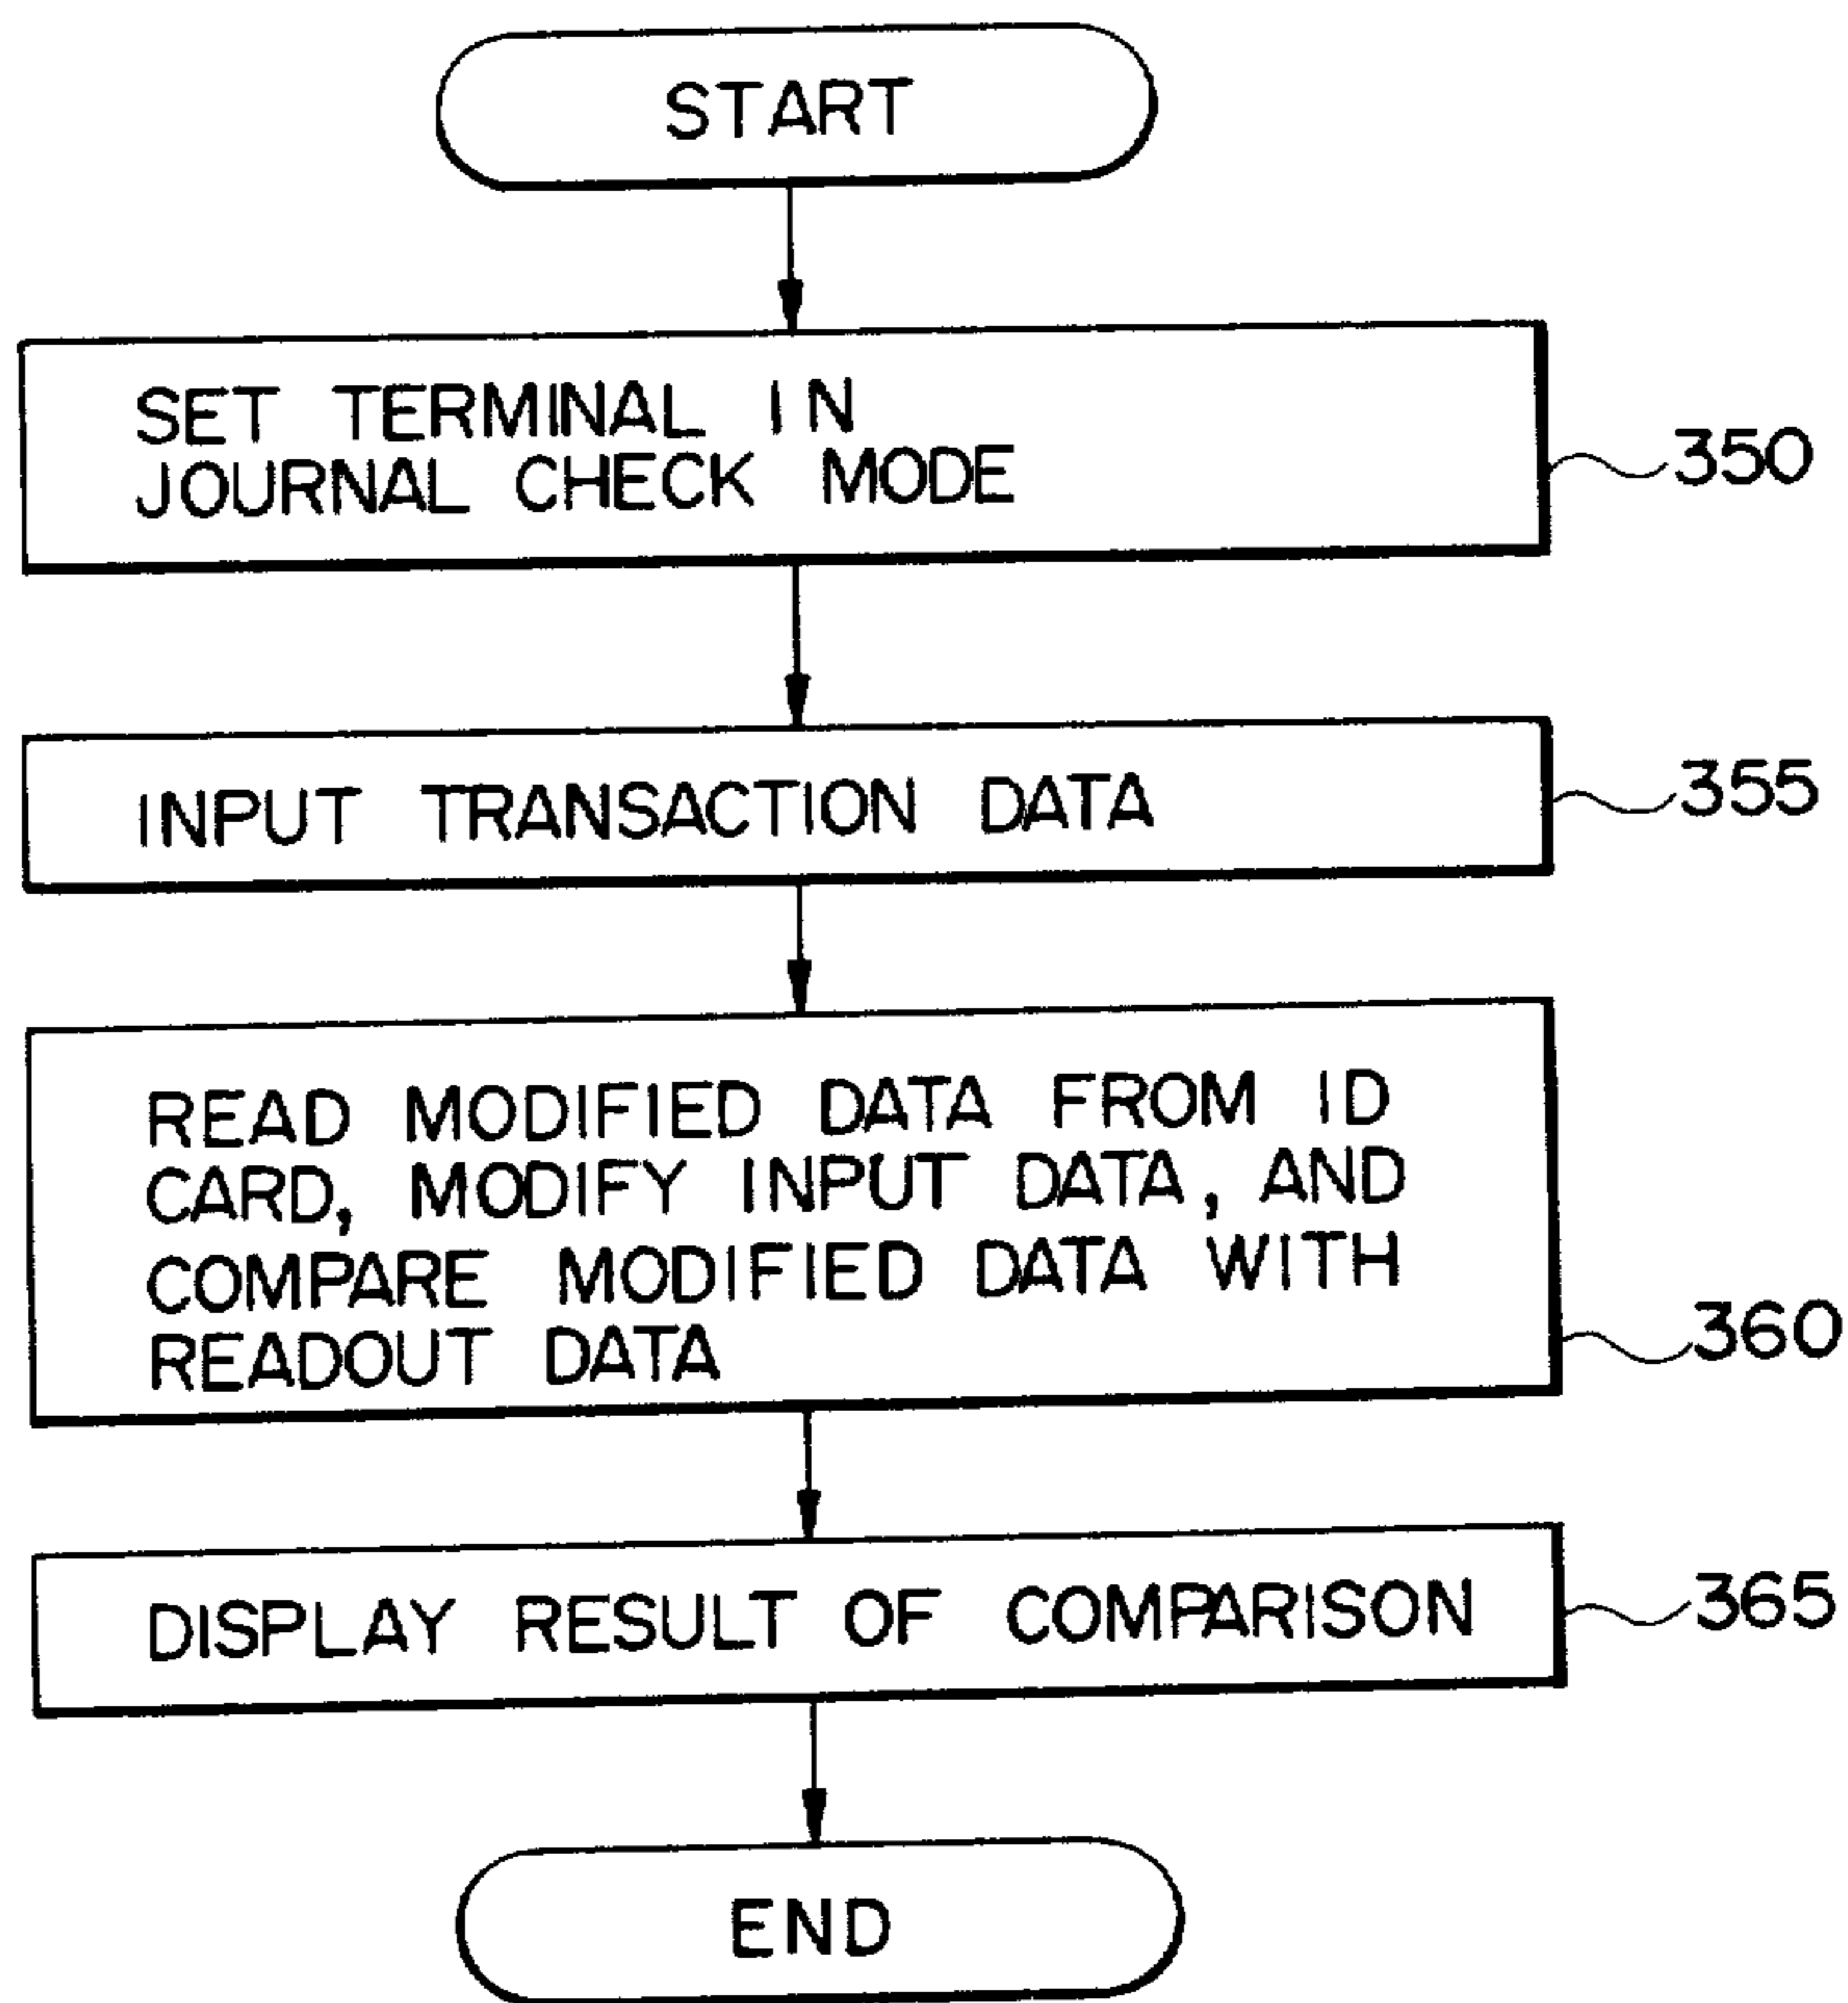 START
SET TERMINAL IN
JOURNAL CHECK MODE
350
INPUT TRANSACTION DATA
355
READ MODIFIED DATA FROM ID
CARD, MODIFY INPUT DATA, AND
COMPARE MODIFIED DATA WITH
READOUT DATA
360
DISPLAY RESULT OF COMPARISON
365
END